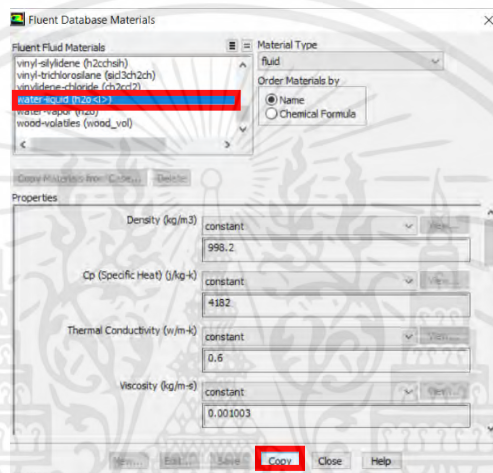 Fluent Database Materials
Fluent Fluid Materials
vinyl-silylidene (h2cchsih)
vinyl-trichlorosilane (sicl3ch2ch)
vinylidene-chloride (ch2ccl2)
water-liquid (h2o<l>)
water-vapor (h2o)
wood-volatiles (wood_vol)
Material Type
fluid
Order Materials by
Name
Chemical Formula
Copy Materials from Case... Delete
Properties
Density (kg/m3) constant View...
998.2
Cp (Specific Heat) (j/kg-k) constant View...
4182
Thermal Conductivity (w/m-k) constant View...
0.6
Viscosity (kg/m-s) constant View...
0.001003
New... Edit... Save Copy Close Help